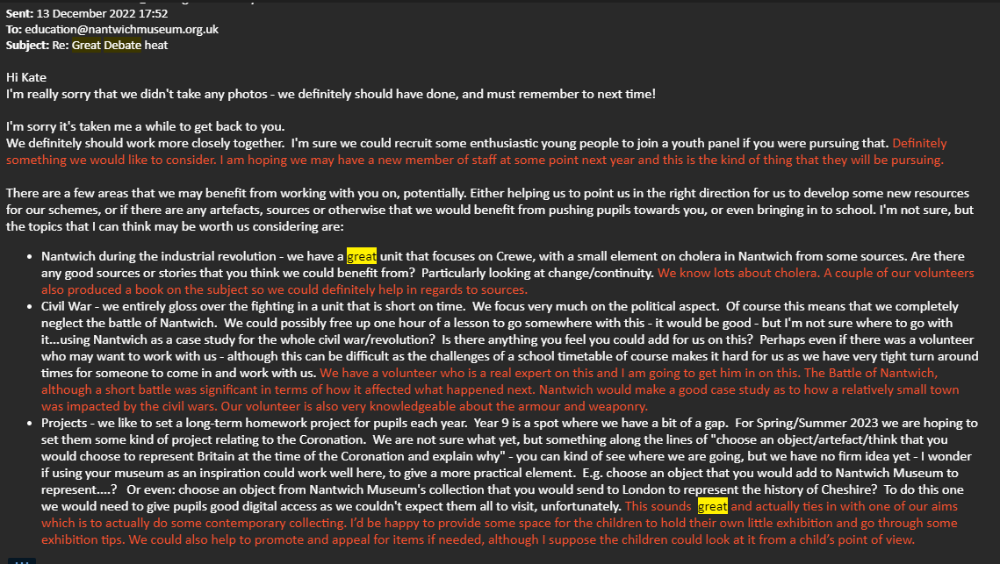 Sent: 13 December 2022 17:52
To: education@nantwichmuseum.org.uk
Subject: Re: Great Debate heat
Hi Kate
I'm really sorry that we didn't take any photos - we definitely should have done, and must remember to next time!
I'm sorry it's taken me a while to get back to you.
We definitely should work more closely together.  I'm sure we could recruit some enthusiastic young people to join a youth panel if you were pursuing that. Definitely
something we would like to consider. I am hoping we may have a new member of staff at some point next year and this is the kind of thing that they will be pursuing.
There are a few areas that we may benefit from working with you on, potentially. Either helping us to point us in the right direction for us to develop some new resources
for our schemes, or if there are any artefacts, sources or otherwise that we would benefit from pushing pupils towards you, or even bringing in to school. I'm not sure, but
the topics that I can think may be worth us considering are:
• Nantwich during the industrial revolution - we have a great unit that focuses on Crewe, with a small element on cholera in Nantwich from some sources. Are there
any good sources or stories that you think we could benefit from?  Particularly looking at change/continuity. We know lots about cholera. A couple of our volunteers
also produced a book on the subject so we could definitely help in regards to sources.
• Civil War - we entirely gloss over the fighting in a unit that is short on time.  We focus very much on the political aspect.  Of course this means that we completely
neglect the battle of Nantwich.  We could possibly free up one hour of a lesson to go somewhere with this - it would be good - but I'm not sure where to go with
it...using Nantwich as a case study for the whole civil war/revolution?  Is there anything you feel you could add for us on this?  Perhaps even if there was a volunteer
who may want to work with us - although this can be difficult as the challenges of a school timetable of course makes it hard for us as we have very tight turn around
times for someone to come in and work with us. We have a volunteer who is a real expert on this and I am going to get him in on this. The Battle of Nantwich,
although a short battle was significant in terms of how it affected what happened next. Nantwich would make a good case study as to how a relatively small town
was impacted by the civil wars. Our volunteer is also very knowledgeable about the armour and weaponry.
• Projects - we like to set a long-term homework project for pupils each year.  Year 9 is a spot where we have a bit of a gap.  For Spring/Summer 2023 we are hoping to
set them some kind of project relating to the Coronation.  We are not sure what yet, but something along the lines of "choose an object/artefact/think that you
would choose to represent Britain at the time of the Coronation and explain why" - you can kind of see where we are going, but we have no firm idea yet - I wonder
if using your museum as an inspiration could work well here, to give a more practical element.  E.g. choose an object that you would add to Nantwich Museum to
represent....?   Or even: choose an object from Nantwich Museum's collection that you would send to London to represent the history of Cheshire?  To do this one
we would need to give pupils good digital access as we couldn't expect them all to visit, unfortunately. This sounds  great and actually ties in with one of our aims
which is to actually do some contemporary collecting. I'd be happy to provide some space for the children to hold their own little exhibition and go through some
exhibition tips. We could also help to promote and appeal for items if needed, although I suppose the children could look at it from a child's point of view.